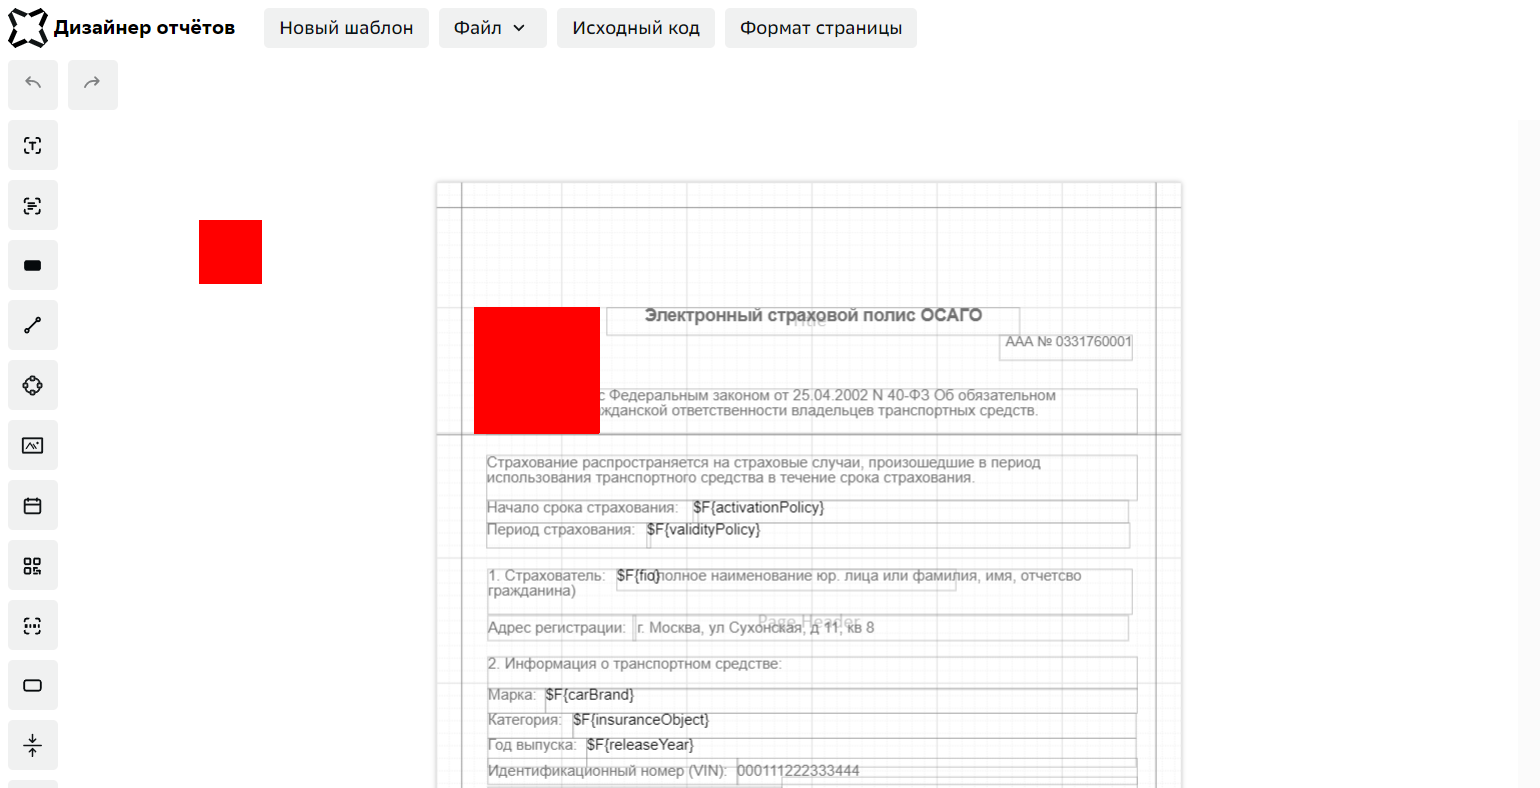 Дизайнер отчётов
Новый шаблон
Файл
Исходный код
Формат страницы
Электронный страховой полис ОСАГО
Title
ААА № 0331760001
с Федеральным законом от 25.04.2002 N 40-ФЗ Об обязательном
жданской ответственности владельцев транспортных средств.
Страхование распространяется на страховые случаи, произошедшие в период
использования транспортного средства в течение срока страхования.
Начало срока страхования: $F{activationPolicy}
Период страхования: $F{validityPolicy}
1. Страхователь: $F{fio}полное наименование юр. лица или фамилия, имя, отчетсво
гражданина)
Page Header
Адрес регистрации: г. Москва, ул Сухонская, д 11, кв 8
2. Информация о транспортном средстве:
Марка: $F{carBrand}
Категория: $F{insuranceObject}
Год выпуска: $F{releaseYear}
Идентификационный номер (VIN): 000111222333444